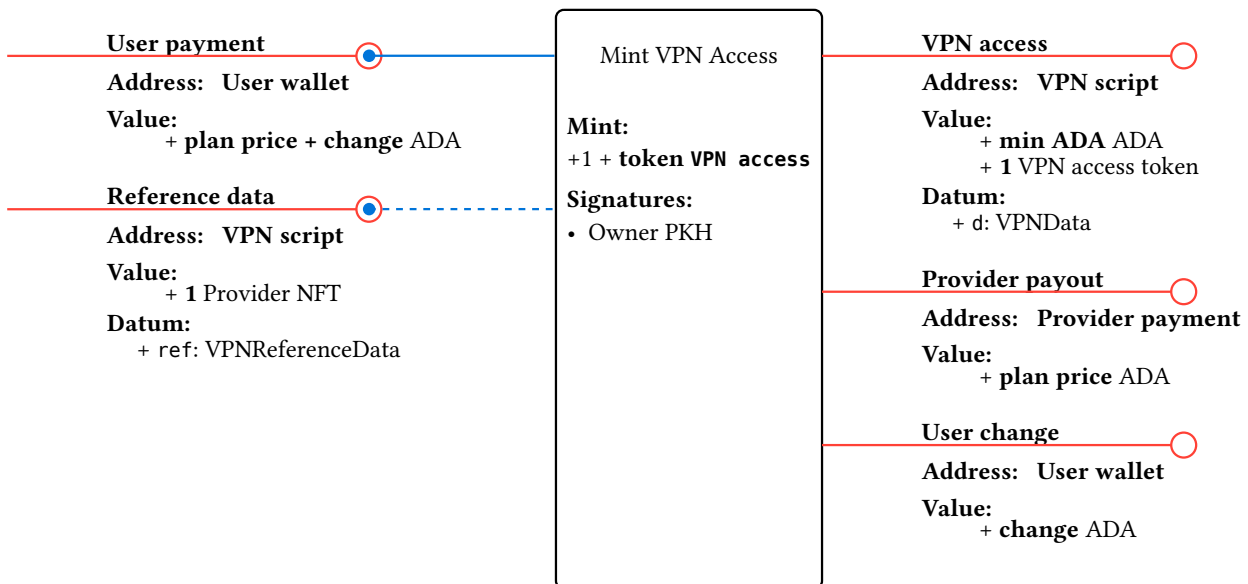 User payment
Address: User wallet
Value:
+ plan price + change ADA
Reference data
Address: VPN script
Value:
+ 1 Provider NFT
Datum:
+ ref: VPNReferenceData
Mint VPN Access
Mint:
+1 + token VPN access
Signatures:
• Owner PKH
VPN access
Address: VPN script
Value:
+ min ADA ADA
+ 1 VPN access token
Datum:
+ d: VPNData
Provider payout
Address: Provider payment
Value:
+ plan price ADA
User change
Address: User wallet
Value:
+ change ADA